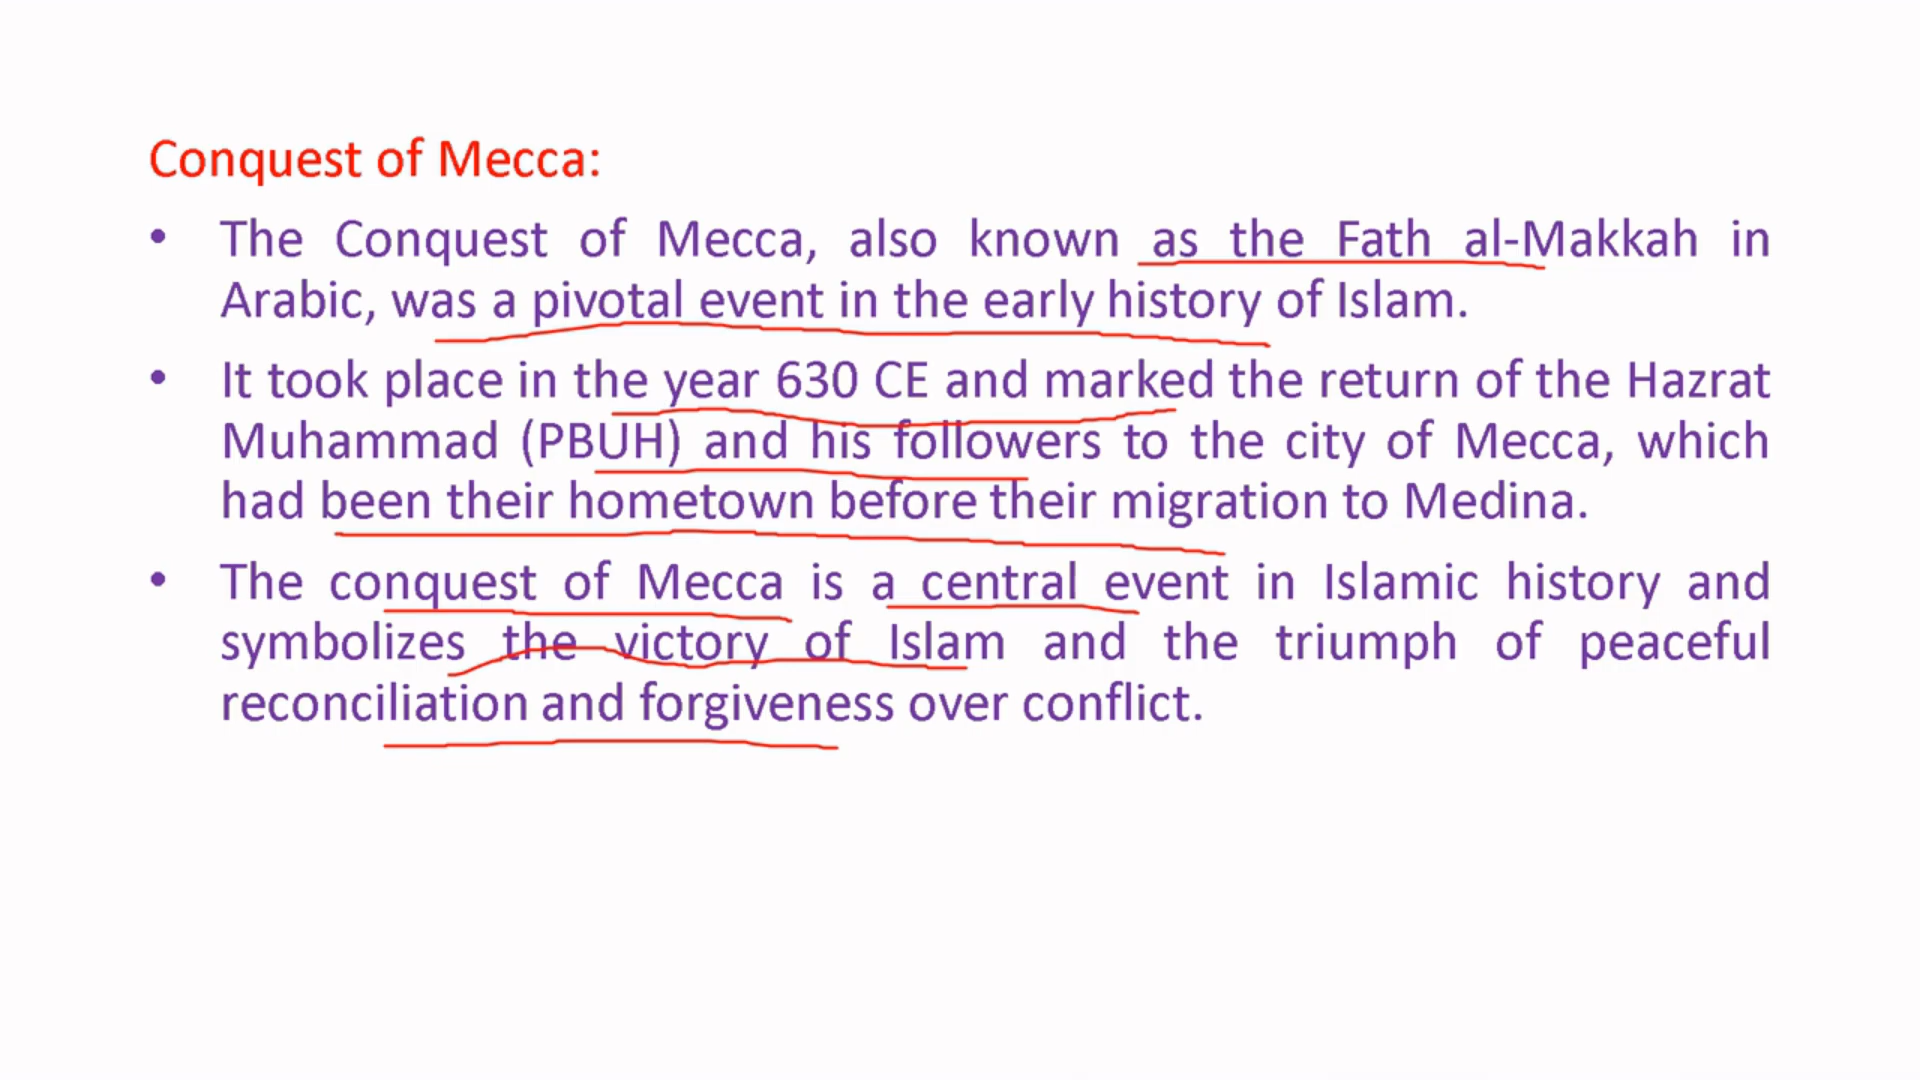 Conquest of Mecca:
• The Conquest of Mecca, also known as the Fath al-Makkah in
Arabic, was a pivotal event in the early history of Islam.
• It took place in the year 630 CE and marked the return of the Hazrat
Muhammad (PBUH) and his followers to the city of Mecca, which
had been their hometown before their migration to Medina.
• The conquest of Mecca is a central event in Islamic history and
symbolizes the victory of Islam and the triumph of peaceful
reconciliation and forgiveness over conflict.